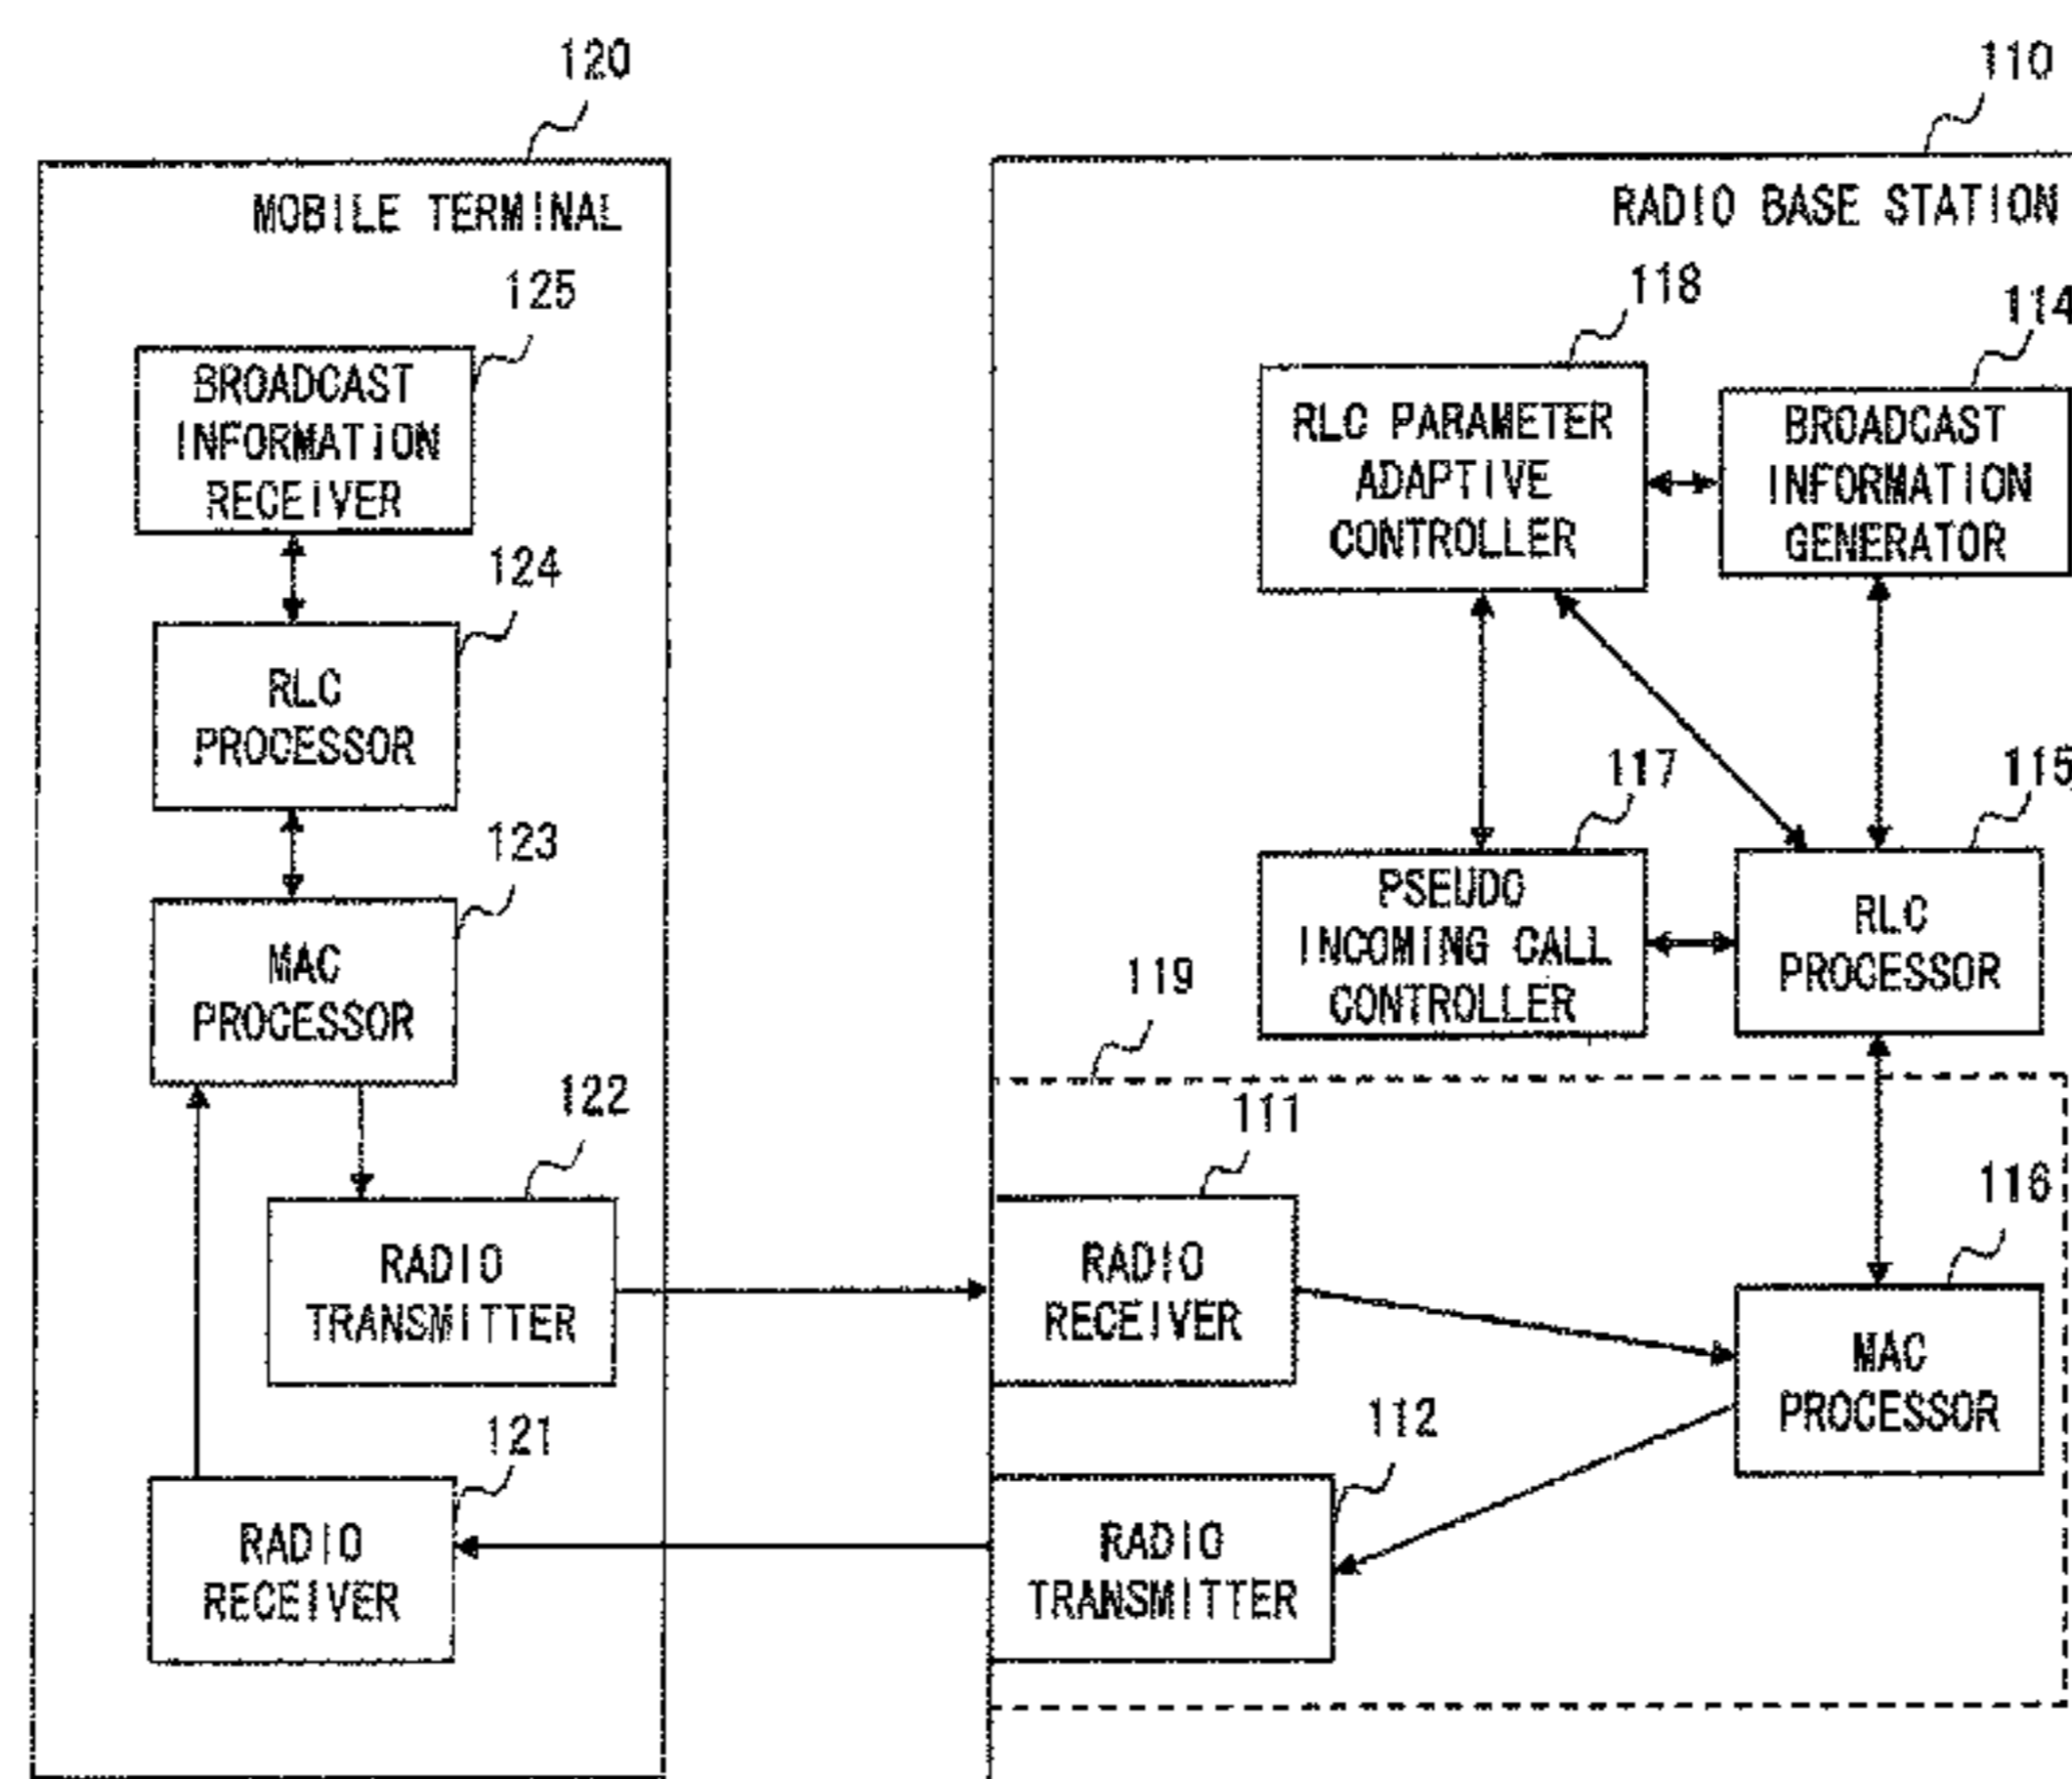 120
110
MOBILE TERMINAL
RADIO BASE STATION
125
118
114
BROADCAST
INFORMATION
RECEIVER
RLC PARAMETER
ADAPTIVE
CONTROLLER
BROADCAST
INFORMATION
GENERATOR
124
RLC
PROCESSOR
117
115
123
PSEUDO
INCOMING CALL
CONTROLLER
RLC
PROCESSOR
MAC
PROCESSOR
119
122
111
116
RADIO
TRANSMITTER
RADIO
RECEIVER
MAC
PROCESSOR
121
112
RADIO
RECEIVER
RADIO
TRANSMITTER